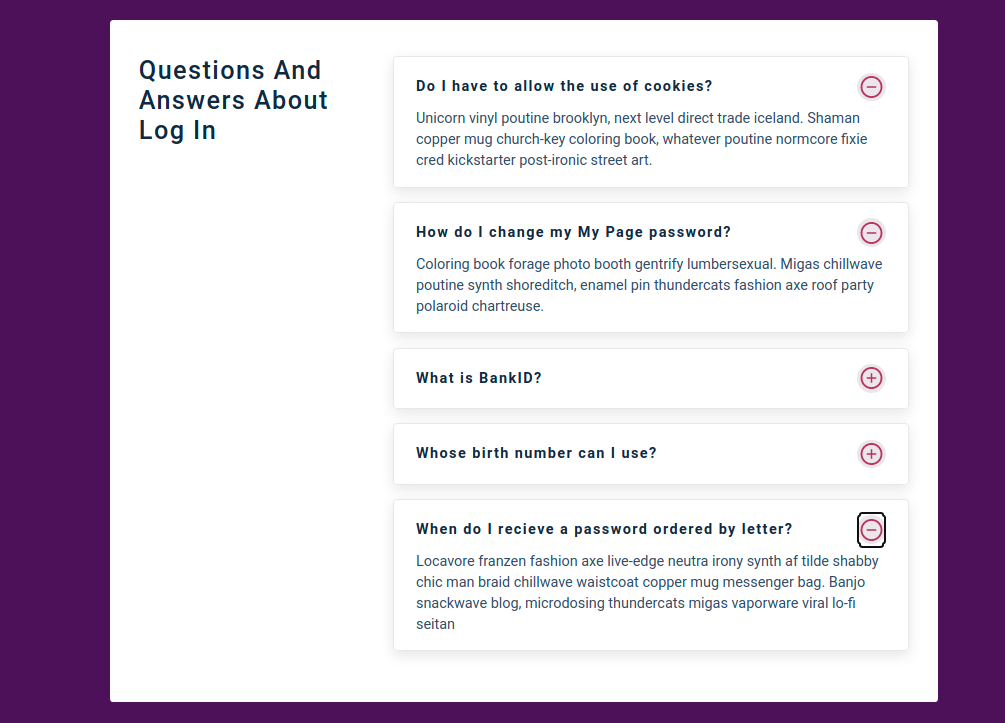 Questions And
Answers About
Log In
Do I have to allow the use of cookies?
Unicorn vinyl poutine brooklyn, next level direct trade iceland. Shaman
copper mug church-key coloring book, whatever poutine normcore fixie
cred kickstarter post-ironic street art.
How do I change my My Page password?
Coloring book forage photo booth gentrify lumbersexual. Migas chillwave
poutine synth shoreditch, enamel pin thundercats fashion axe roof party
polaroid chartreuse.
What is BankID?
Whose birth number can I use?
When do I recieve a password ordered by letter?
Locavore franzen fashion axe live-edge neutra irony synth af tilde shabby
chic man braid chillwave waistcoat copper mug messenger bag. Banjo
snackwave blog, microdosing thundercats migas vaporware viral lo-fi
seitan